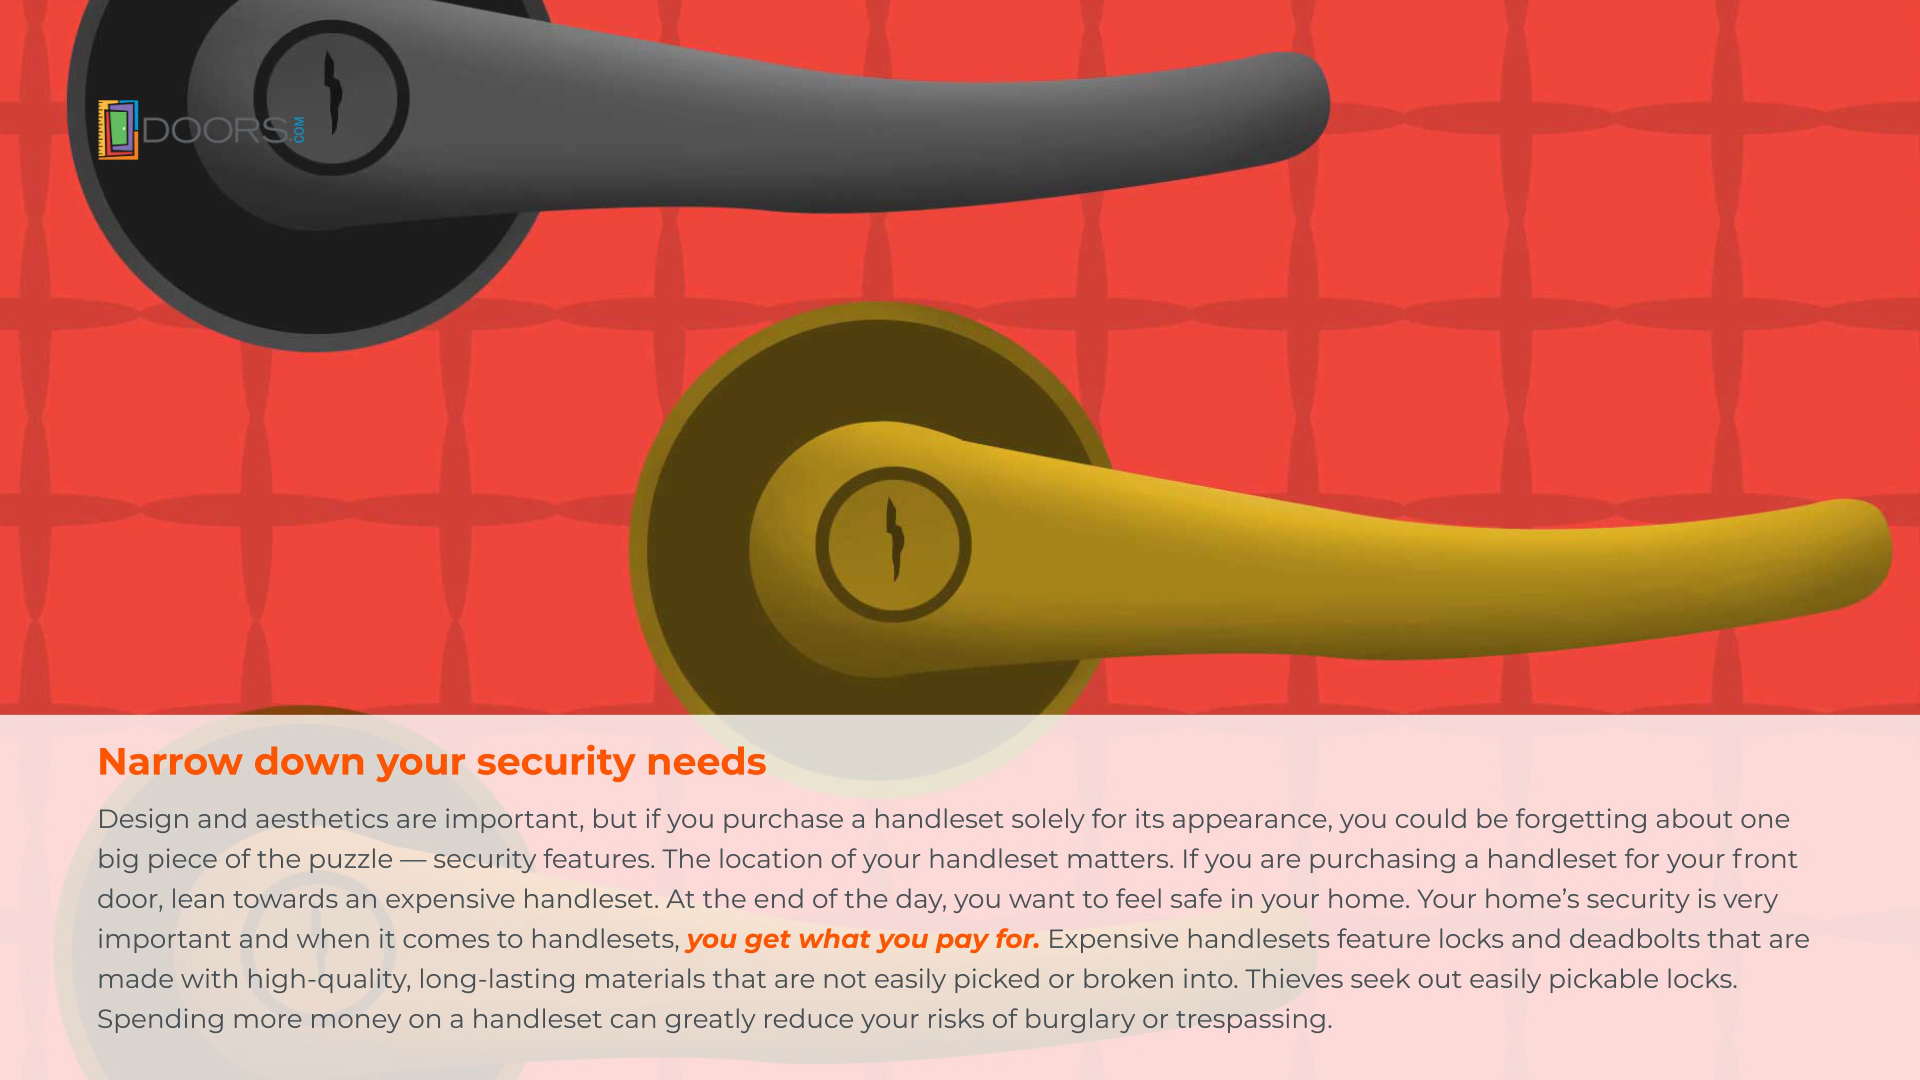 DOORS.COM
Narrow down your security needs
Design and aesthetics are important, but if you purchase a handleset solely for its appearance, you could be forgetting about one
big piece of the puzzle — security features. The location of your handleset matters. If you are purchasing a handleset for your front
door, lean towards an expensive handleset. At the end of the day, you want to feel safe in your home. Your home’s security is very
important and when it comes to handlesets, you get what you pay for. Expensive handlesets feature locks and deadbolts that are
made with high-quality, long-lasting materials that are not easily picked or broken into. Thieves seek out easily pickable locks.
Spending more money on a handleset can greatly reduce your risks of burglary or trespassing.